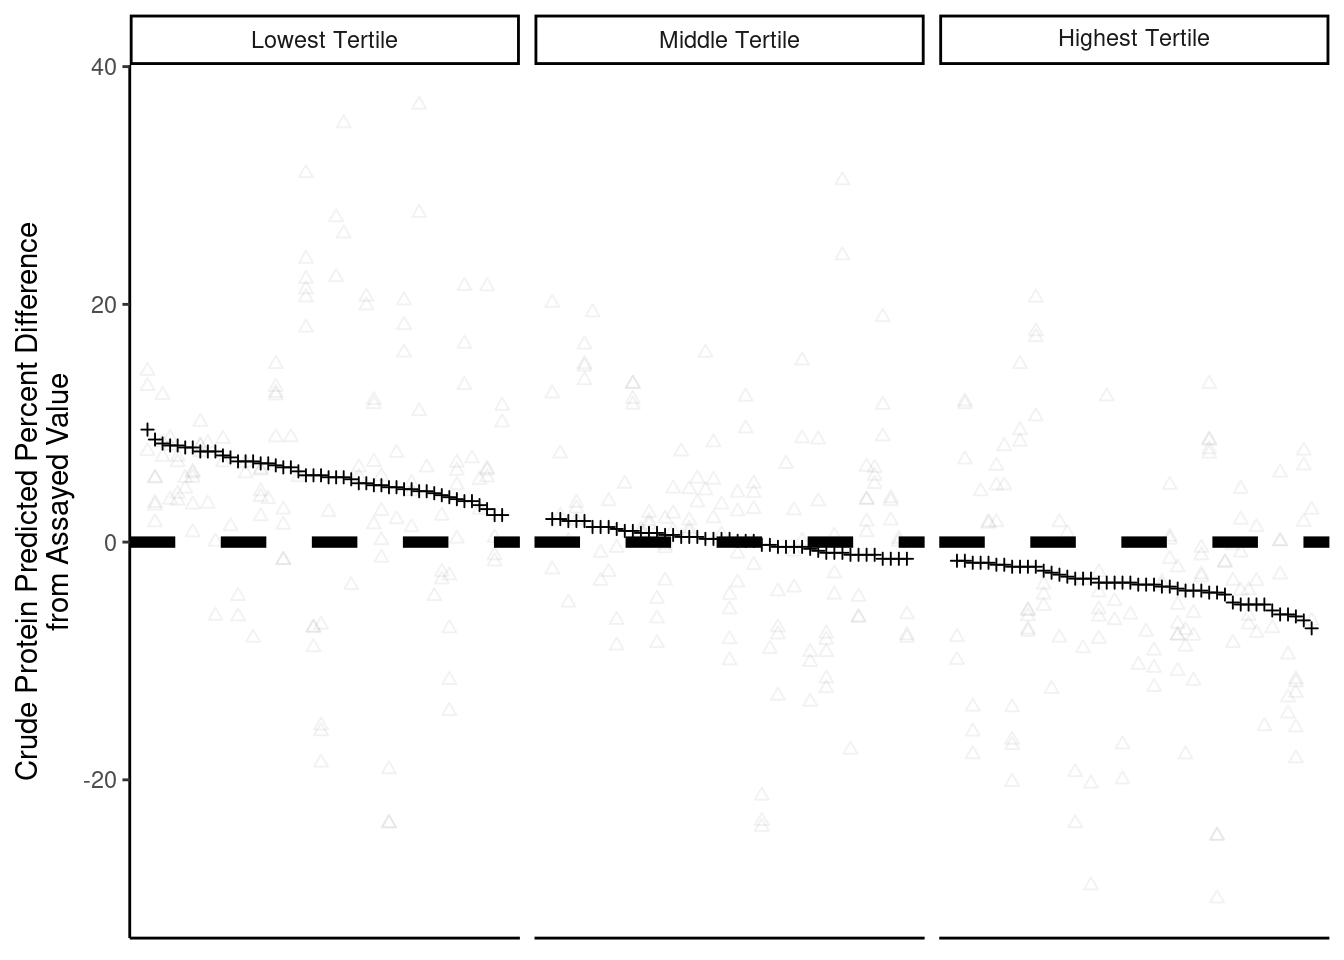 Lowest Tertile
Middle Tertile
Highest Tertile
40
20
0
-20
Crude Protein Predicted Percent Difference
from Assayed Value